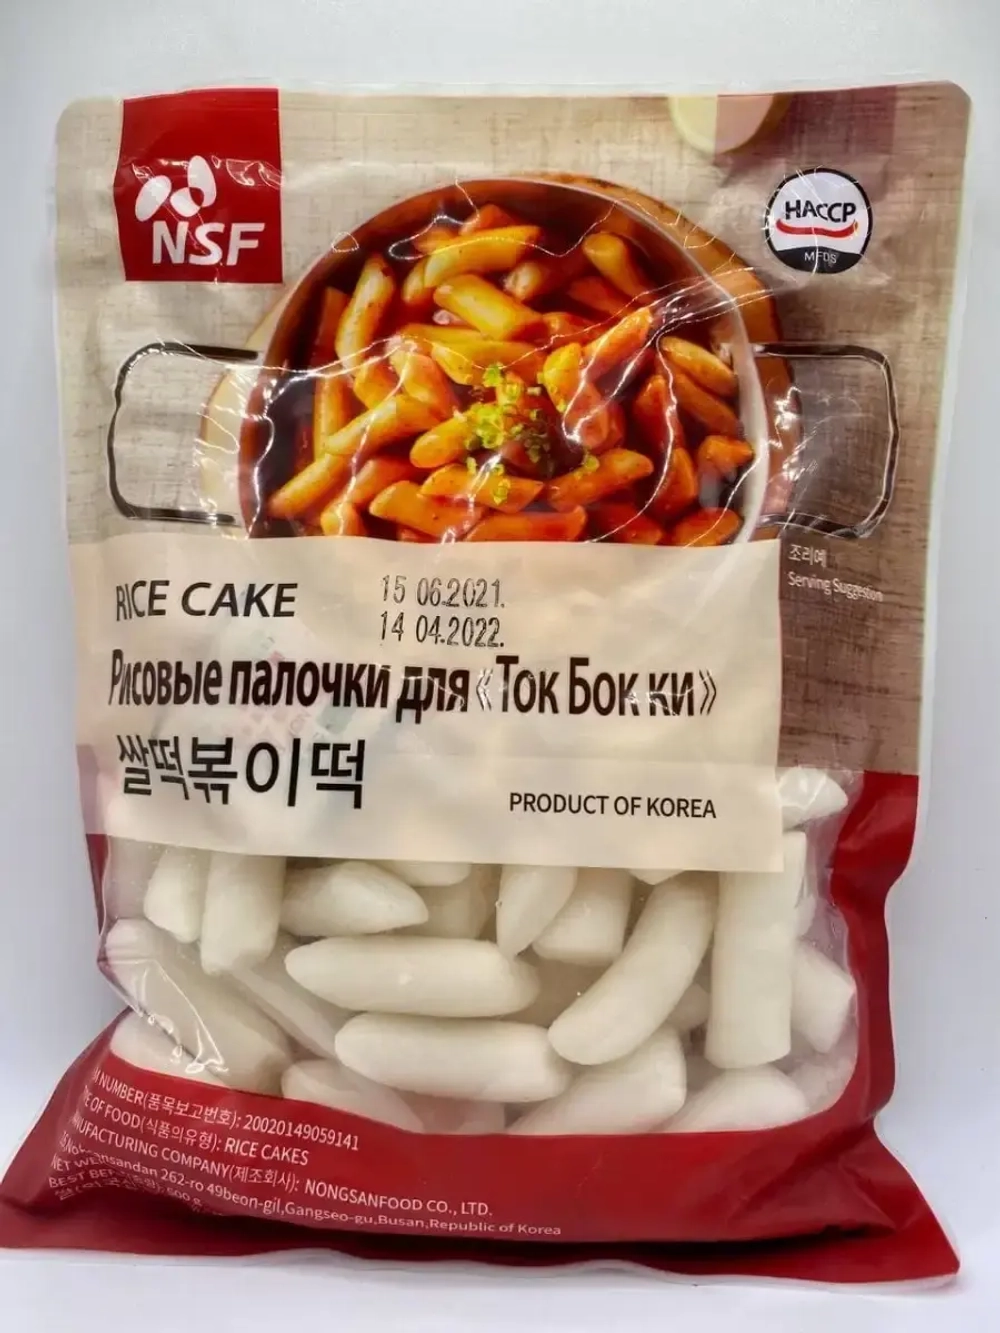 NSF
HACCP
MFDS
조리예
Serving Suggestion
RICE CAKE
15 06.2021.
14 04.2022.
Рисовые палочки для «Ток Бок ки»
쌀떡볶이떡
PRODUCT OF KOREA
NUMBER(품목보고번호): 20020149059141
OF FOOD(식품의유형): RICE CAKES
MANUFACTURING COMPANY(제조회사): NONGSANFOOD CO., LTD.
262-ro 49beon-gil,Gangseo-gu,Busan,Republic of Korea
NET
BEST